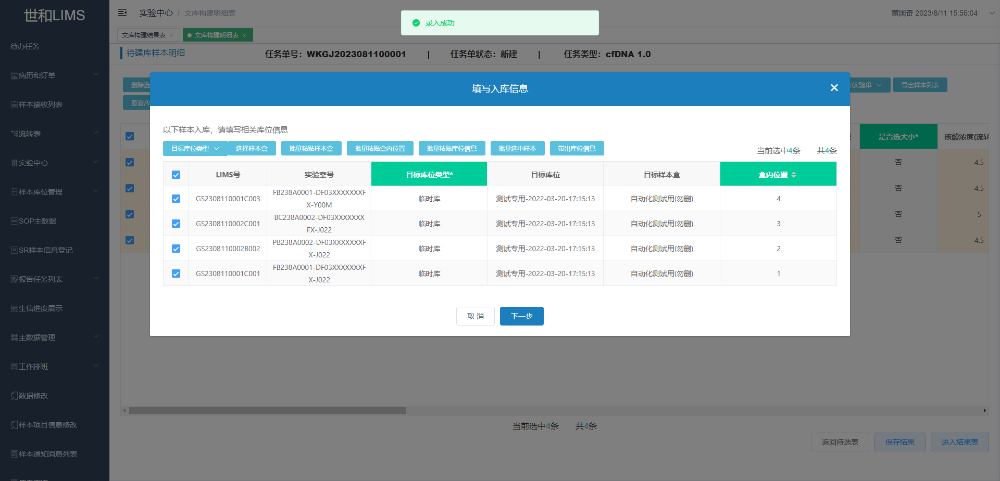 世和LIMS
待办任务
病历和订单
样本接收列表
流转表
实验中心
样本库位管理
SOP主数据
SR样本信息登记
报告任务列表
生信进度展示
主数据管理
工作排班
数据修改
样本项目信息修改
样本通知消息列表
实验中心 / 文库构建明细表
董国奇 2023/8/11 15:56:04
录入成功
文库构建结果表 ×
文库构建明细表 ×
待建库样本明细
任务单号：WKGJ2023081100001 | 任务单状态：新建 | 任务类型：cfDNA 1.0
删除选
实验单
导出样本列表
查看/
填写入库信息
以下样本入库，请填写相关库位信息
目标库位类型 选择样本盒 批量粘贴样本盒 批量粘贴盒内位置 批量粘贴库位信息 批量选中样本 带出库位信息
当前选中4条 共4条
LIMS号 实验室号 目标库位类型* 目标库位 目标样本盒 盒内位置
GS2308110001C003 FB238A0001-DF03XXXXXXXFX-Y00M 临时库 测试专用-2022-03-20-17:15:13 自动化测试用(勿删) 4
GS2308110002C001 BC238A0002-DF03XXXXXXXFX-J022 临时库 测试专用-2022-03-20-17:15:13 自动化测试用(勿删) 3
GS2308110002B002 PB238A0002-DF03XXXXXXXFX-J022 临时库 测试专用-2022-03-20-17:15:13 自动化测试用(勿删) 2
GS2308110001C001 FB238A0001-DF03XXXXXXXFX-J022 临时库 测试专用-2022-03-20-17:15:13 自动化测试用(勿删) 1
取 消 下一步
是否选大小* 核酸浓度(流转
否 4.5
否 4.5
否 5
否 4.5
当前选中4条 共4条
返回待选表 保存结果 进入结果表